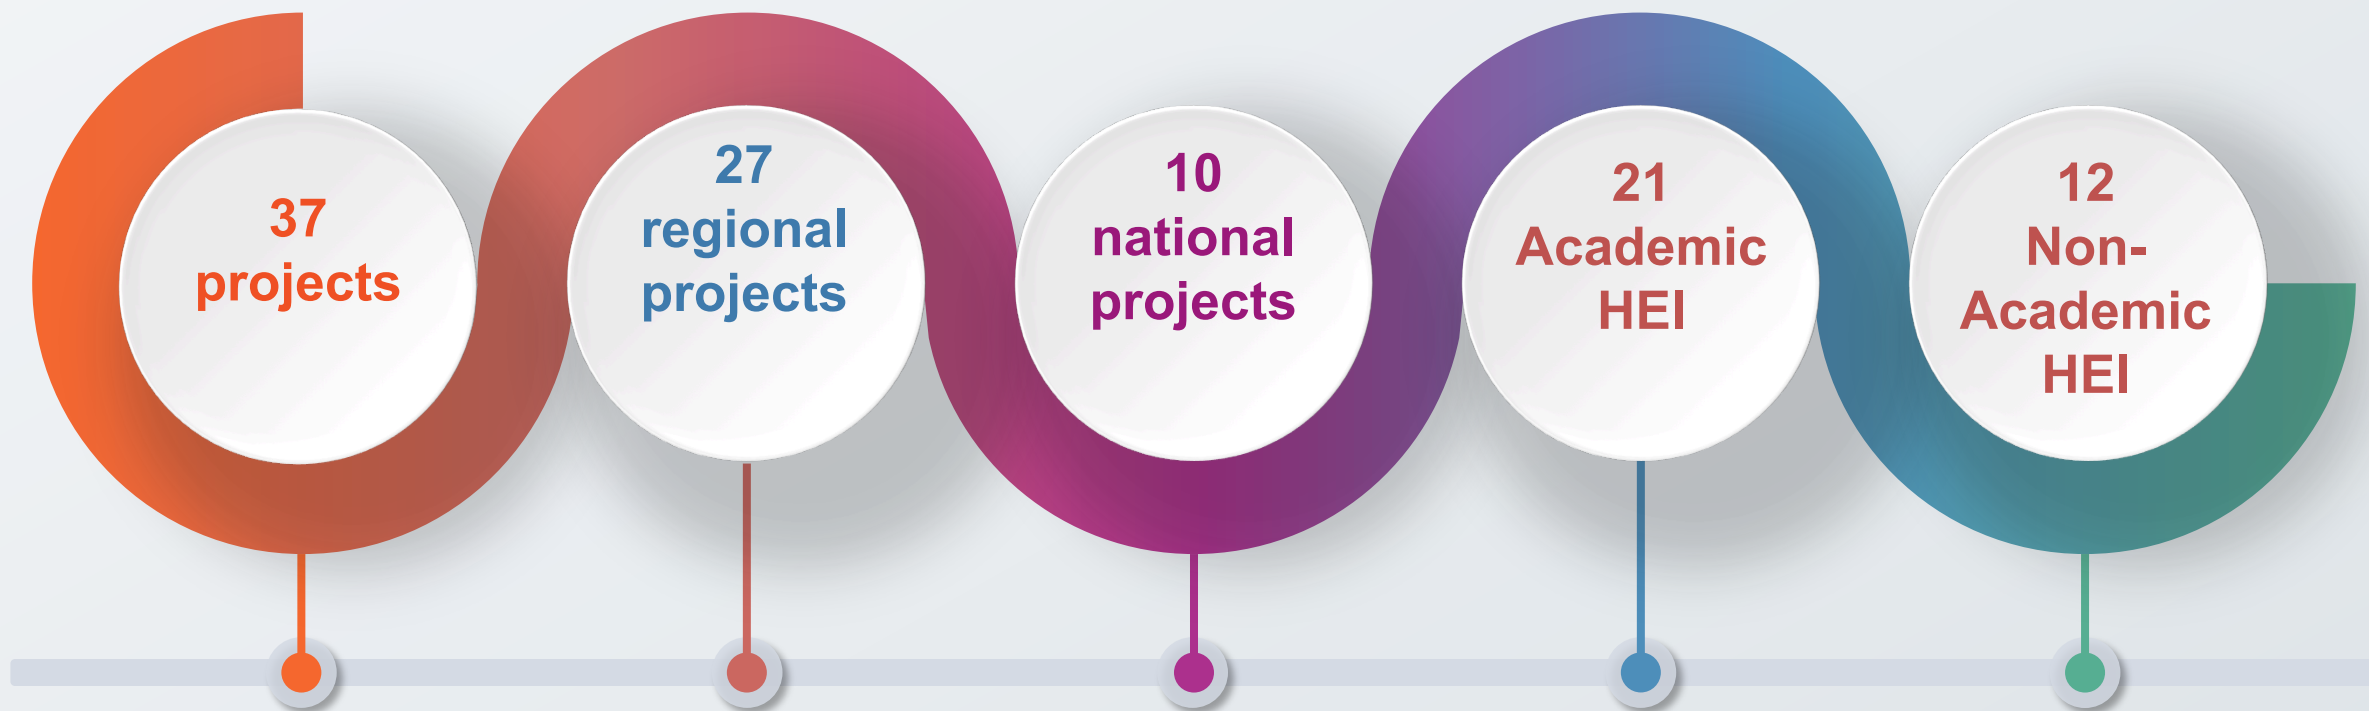 37
projects
27
regional
projects
10
national
projects
21
Academic
HEI
12
Non-
Academic
HEI